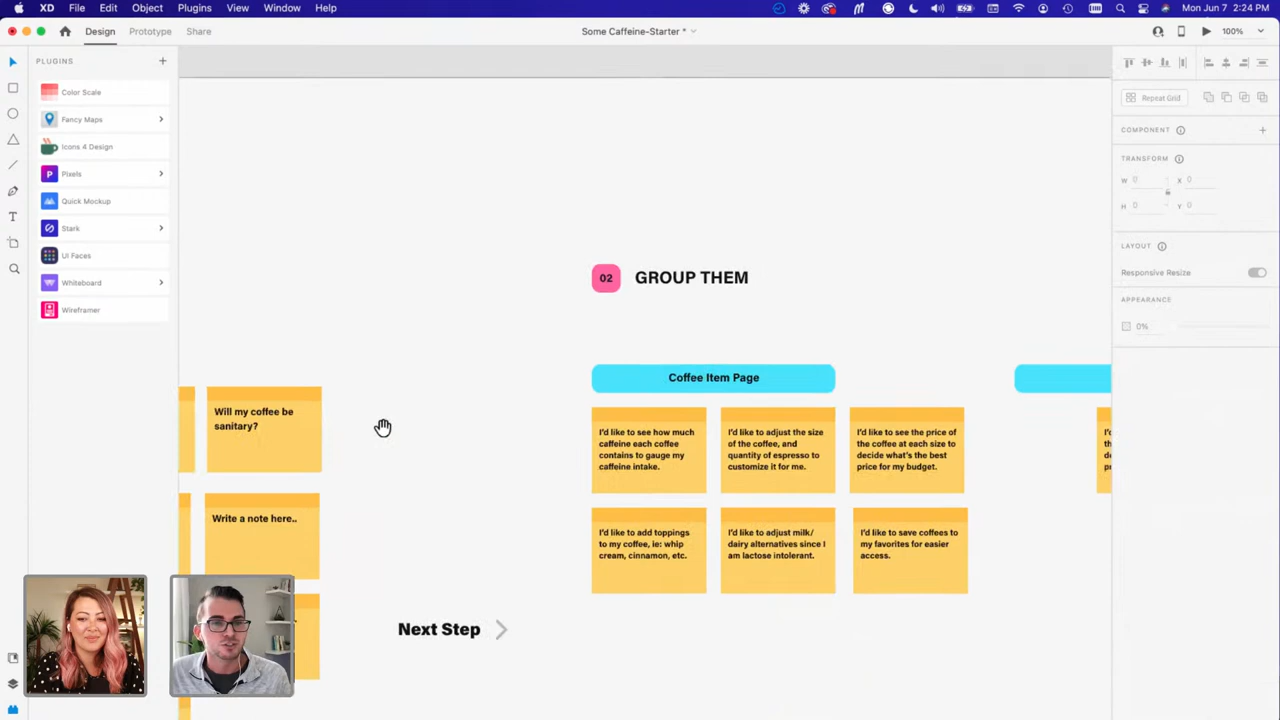 XD File Edit Object Plugins View Window Help
Mon Jun 7 2:24 PM
Design Prototype Share
Some Caffeine-Starter *
100%
PLUGINS
Color Scale
Fancy Maps
Icons 4 Design
Pixels
Quick Mockup
Stark
UI Faces
Whiteboard
Wireframer
Repeat Grid
COMPONENT
TRANSFORM
W 0 X 0
H 0 Y 0
LAYOUT
Responsive Resize
APPEARANCE
0%
02 GROUP THEM
Coffee Item Page
Will my coffee be
sanitary?
Write a note here..
I'd like to see how much
caffeine each coffee
contains to gauge my
caffeine intake.
I'd like to adjust the size
of the coffee, and
quantity of espresso to
customize it for me.
I'd like to see the price of
the coffee at each size to
decide what's the best
price for my budget.
I'd like to add toppings
to my coffee, ie: whip
cream, cinnamon, etc.
I'd like to adjust milk/
dairy alternatives since I
am lactose intolerant.
I'd like to save coffees to
my favorites for easier
access.
Next Step